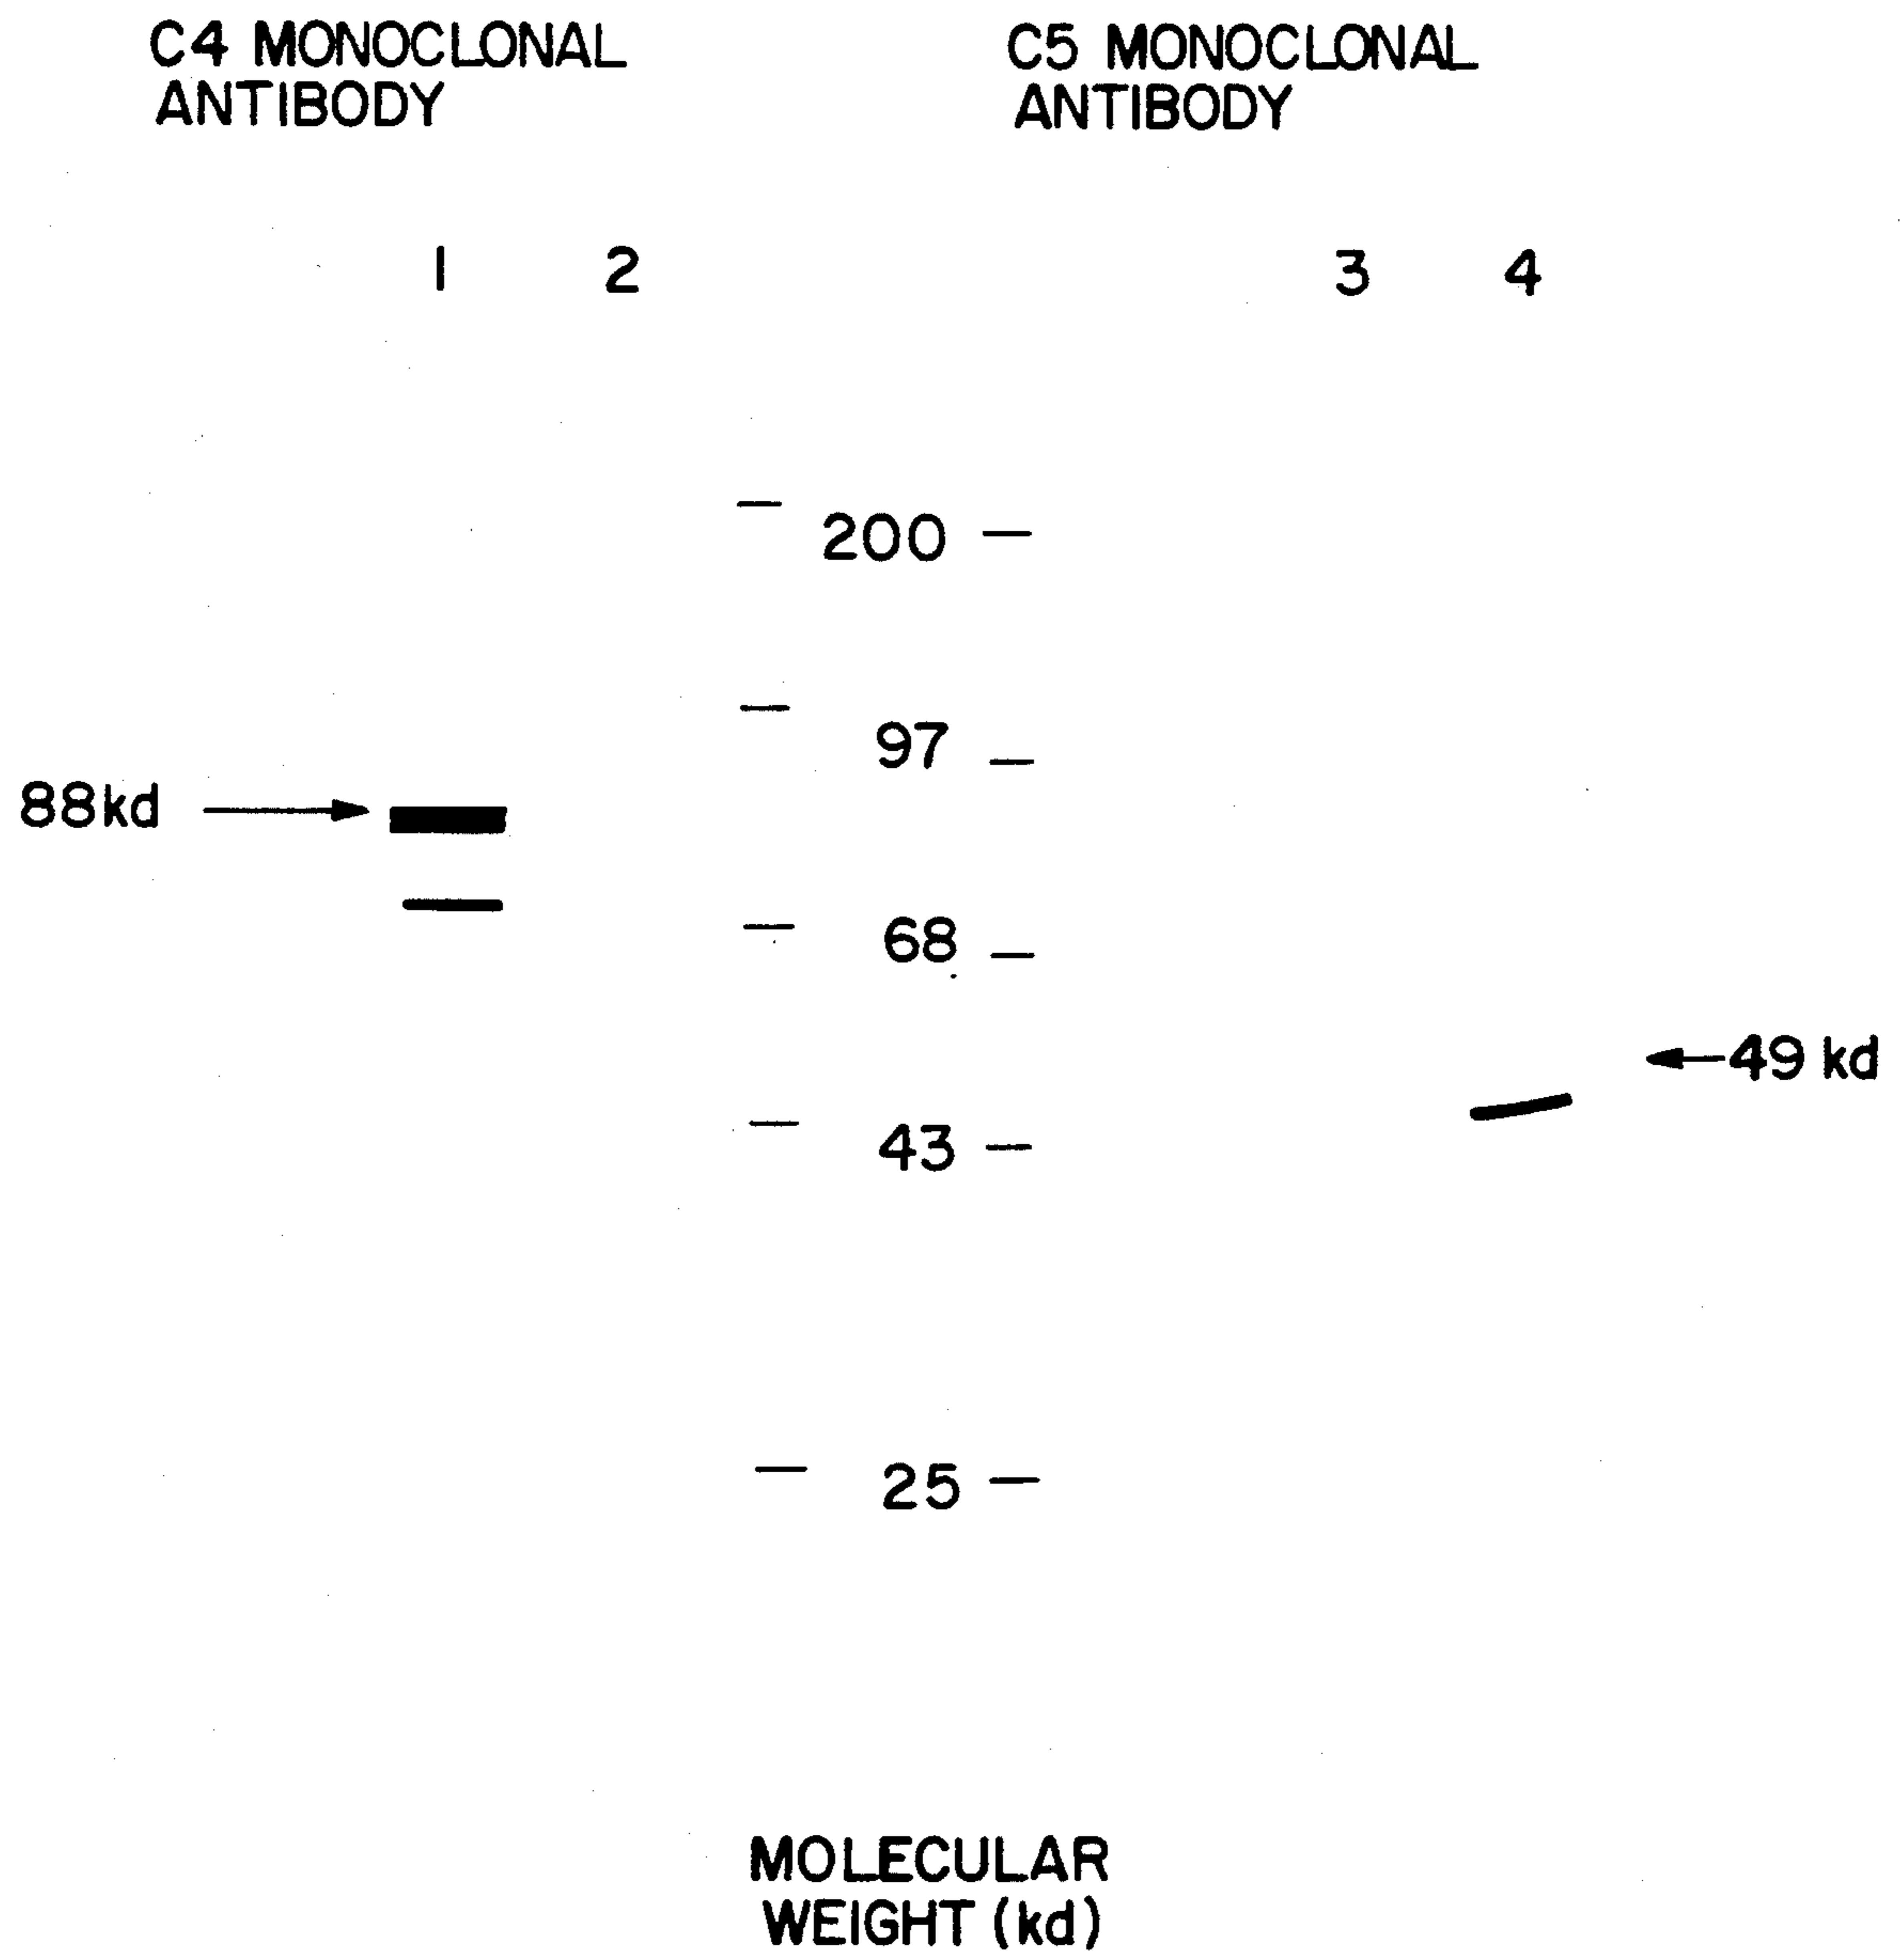 C4 MONOCLONAL
ANTIBODY
C5 MONOCLONAL
ANTIBODY
1 2 3 4
200
97
88kd
68
49 kd
43
25
MOLECULAR
WEIGHT (kd)